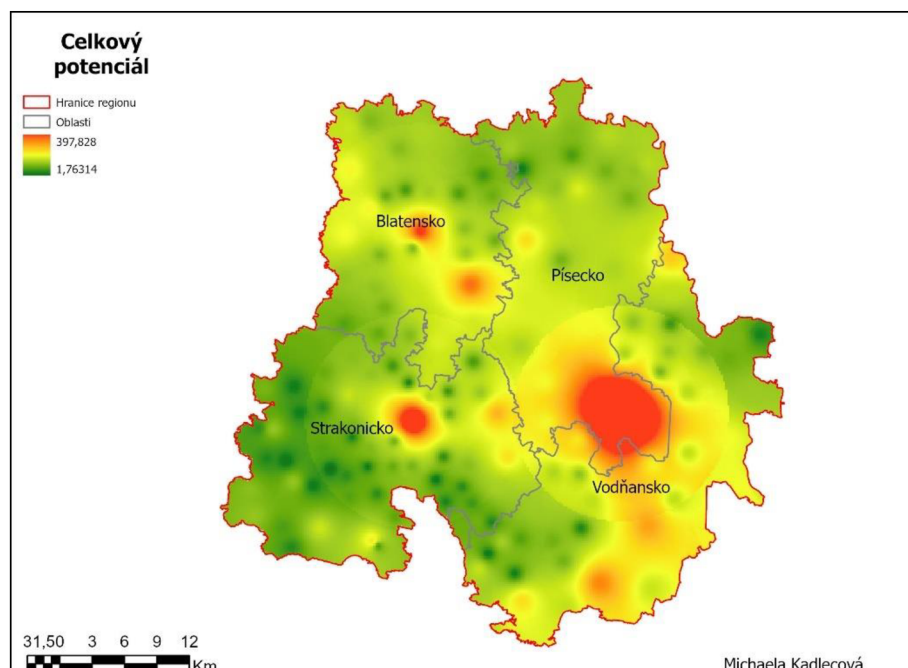 Celkový
potenciál
Hranice regionu
Oblasti
397,828
1,76314
Blatensko
Písecko
Strakonicko
Vodňansko
31,50 3 6 9 12
Km
Michaela Kadlecová